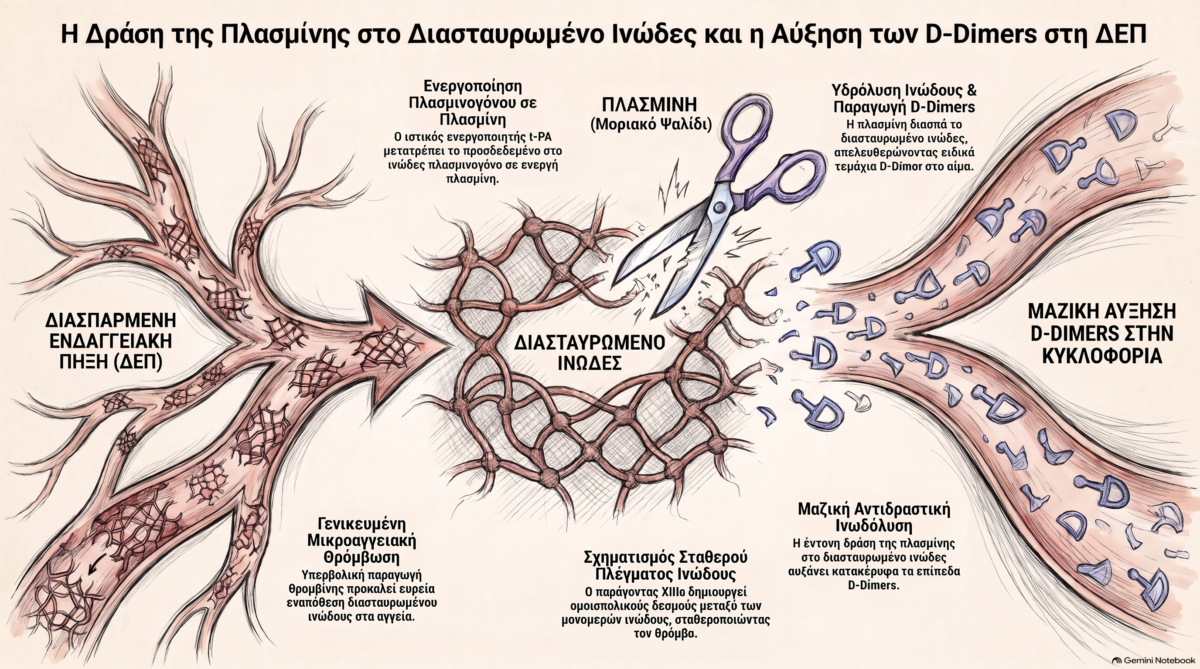 Η Δράση της Πλασμίνης στο Διασταυρωμένο Ινώδες και η Αύξηση των D-Dimers στη ΔΕΠ
Ενεργοποίηση
Πλασμινογόνου σε
Πλασμίνη
Ο ιστικός ενεργοποιητής t-PA
μετατρέπει το προσδεδεμένο στο
ινώδες πλασμινογόνο σε ενεργή
πλασμίνη.
ΠΛΑΣΜΙΝΗ
(Μοριακό Ψαλίδι)
Υδρόλυση Ινώδους &
Παραγωγή D-Dimers
Η πλασμίνη διασπά το
διασταυρωμένο ινώδες,
απελευθερώνοντας ειδικά
τεμάχια D-Dimor στο αίμα.
ΔΙΑΣΠΑΡΜΕΝΗ
ΕΝΔΑΓΓΕΙΑΚΗ
ΠΗΞΗ (ΔΕΠ)
ΔΙΑΣΤΑΥΡΩΜΕΝΟ
ΙΝΩΔΕΣ
ΜΑΖΙΚΗ ΑΥΞΗΣΗ
D-DIMERS ΣΤΗΝ
ΚΥΚΛΟΦΟΡΙΑ
Γενικευμένη
Μικροαγγειακή
Θρόμβωση
Υπερβολική παραγωγή
θρομβίνης προκαλεί ευρεία
εναπόθεση διασταυρωμένου
ινώδους στα αγγεία.
Σχηματισμός Σταθερού
Πλέγματος Ινώδους
Ο παράγοντας XIIIo δημιουργεί
ομοισπολικούς δεσμούς μεταξύ των
μονομερών ινώδους, σταθεροποιώντας
τον θρόμβο.
Μαζική Αντιδραστική
Ινωδόλυση
Η έντονη δράση της πλασμίνης
στο διασταυρωμένο ινώδες
αυξάνει κατακέρυφα τα επίπεδα
D-Dimers.
Gemini Notebook